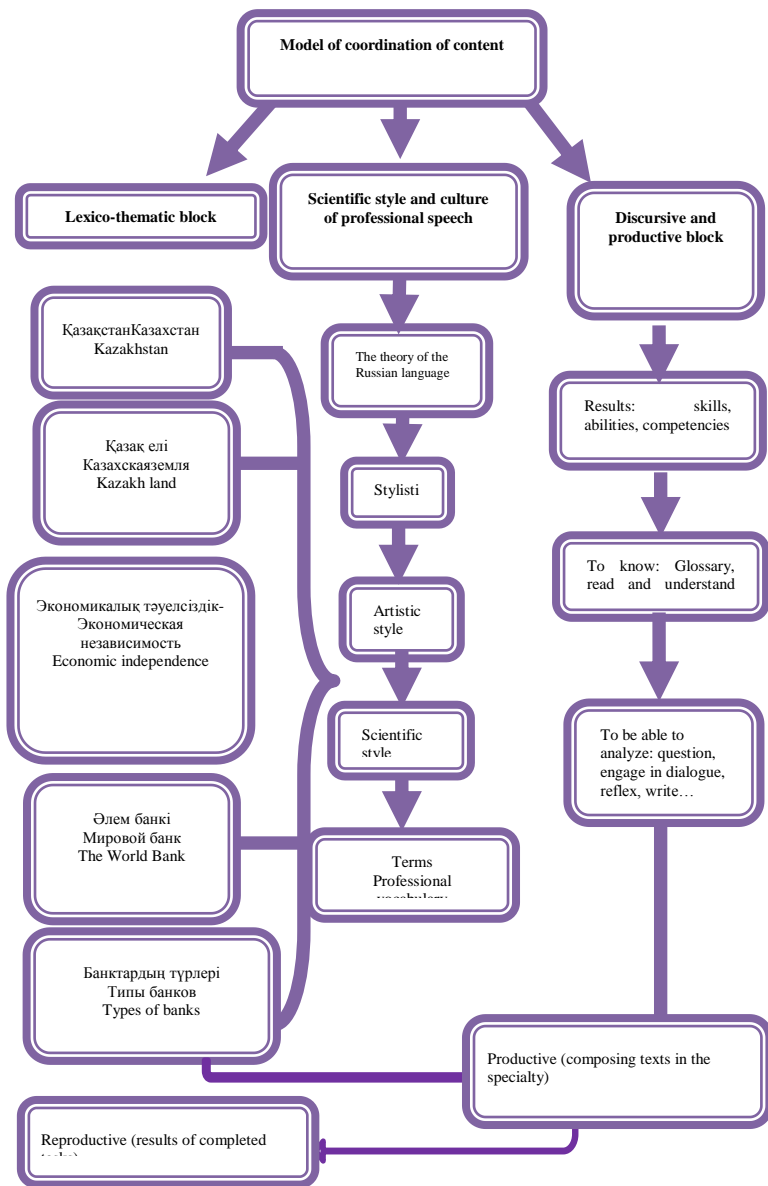 Model of coordination of content
Lexico-thematic block
Scientific style and culture
of professional speech
Discursive and
productive block
ҚазақстанКазахстан
Kazakhstan
Қазақ елі
Казахскаяземля
Kazakh land
Экономикалық тәуелсіздік-
Экономическая
независимость
Economic independence
Әлем банкі
Мировой банк
The World Bank
Банктардың түрлері
Типы банков
Types of banks
The theory of the
Russian language
Stylisti
Artistic
style
Scientific
style
Terms
Professional
vocabulary
Results: skills,
abilities, competencies
To know: Glossary,
read and understand
To be able to
analyze: question,
engage in dialogue,
reflex, write…
Productive (composing texts in the
specialty)
Reproductive (results of completed
tasks)